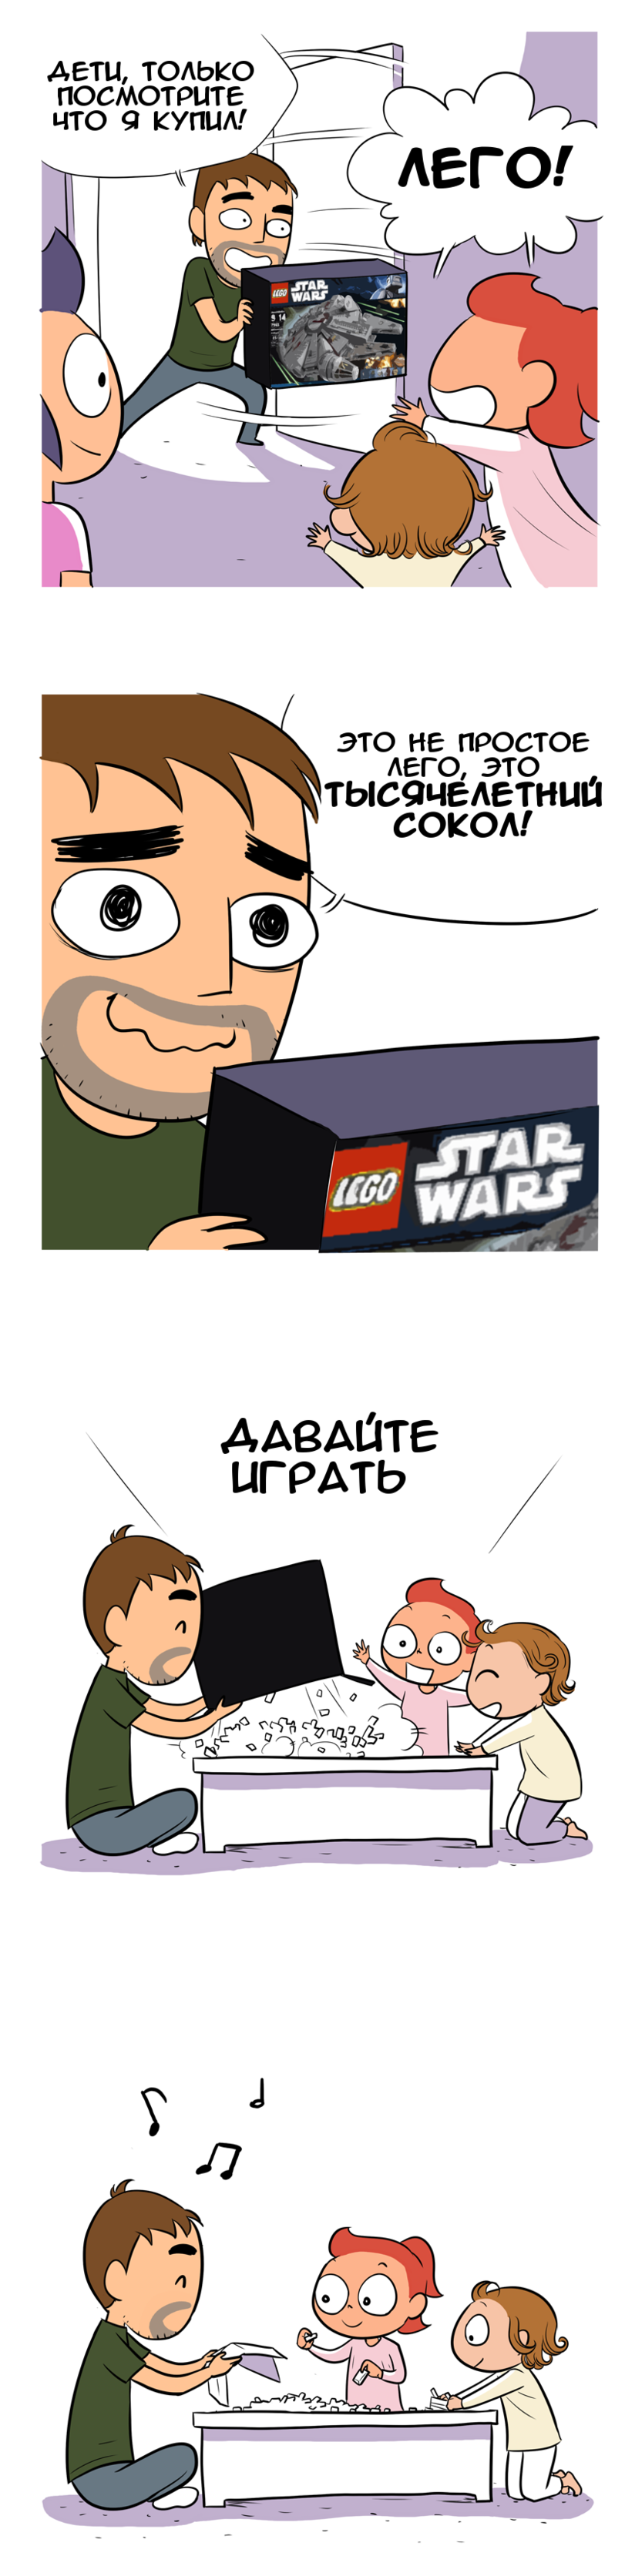 ДЕТИ, ТОЛЬКО
ПОСМОТРИТЕ
ЧТО Я КУПИЛ!
ЛЕГО!
LEGO STAR
WARS
ЭТО НЕ ПРОСТОЕ
ЛЕГО, ЭТО
ТЫСЯЧЕЛЕТНИЙ
СОКОЛ!
LEGO STAR
WARS
ДАВАЙТЕ
ИГРАТЬ